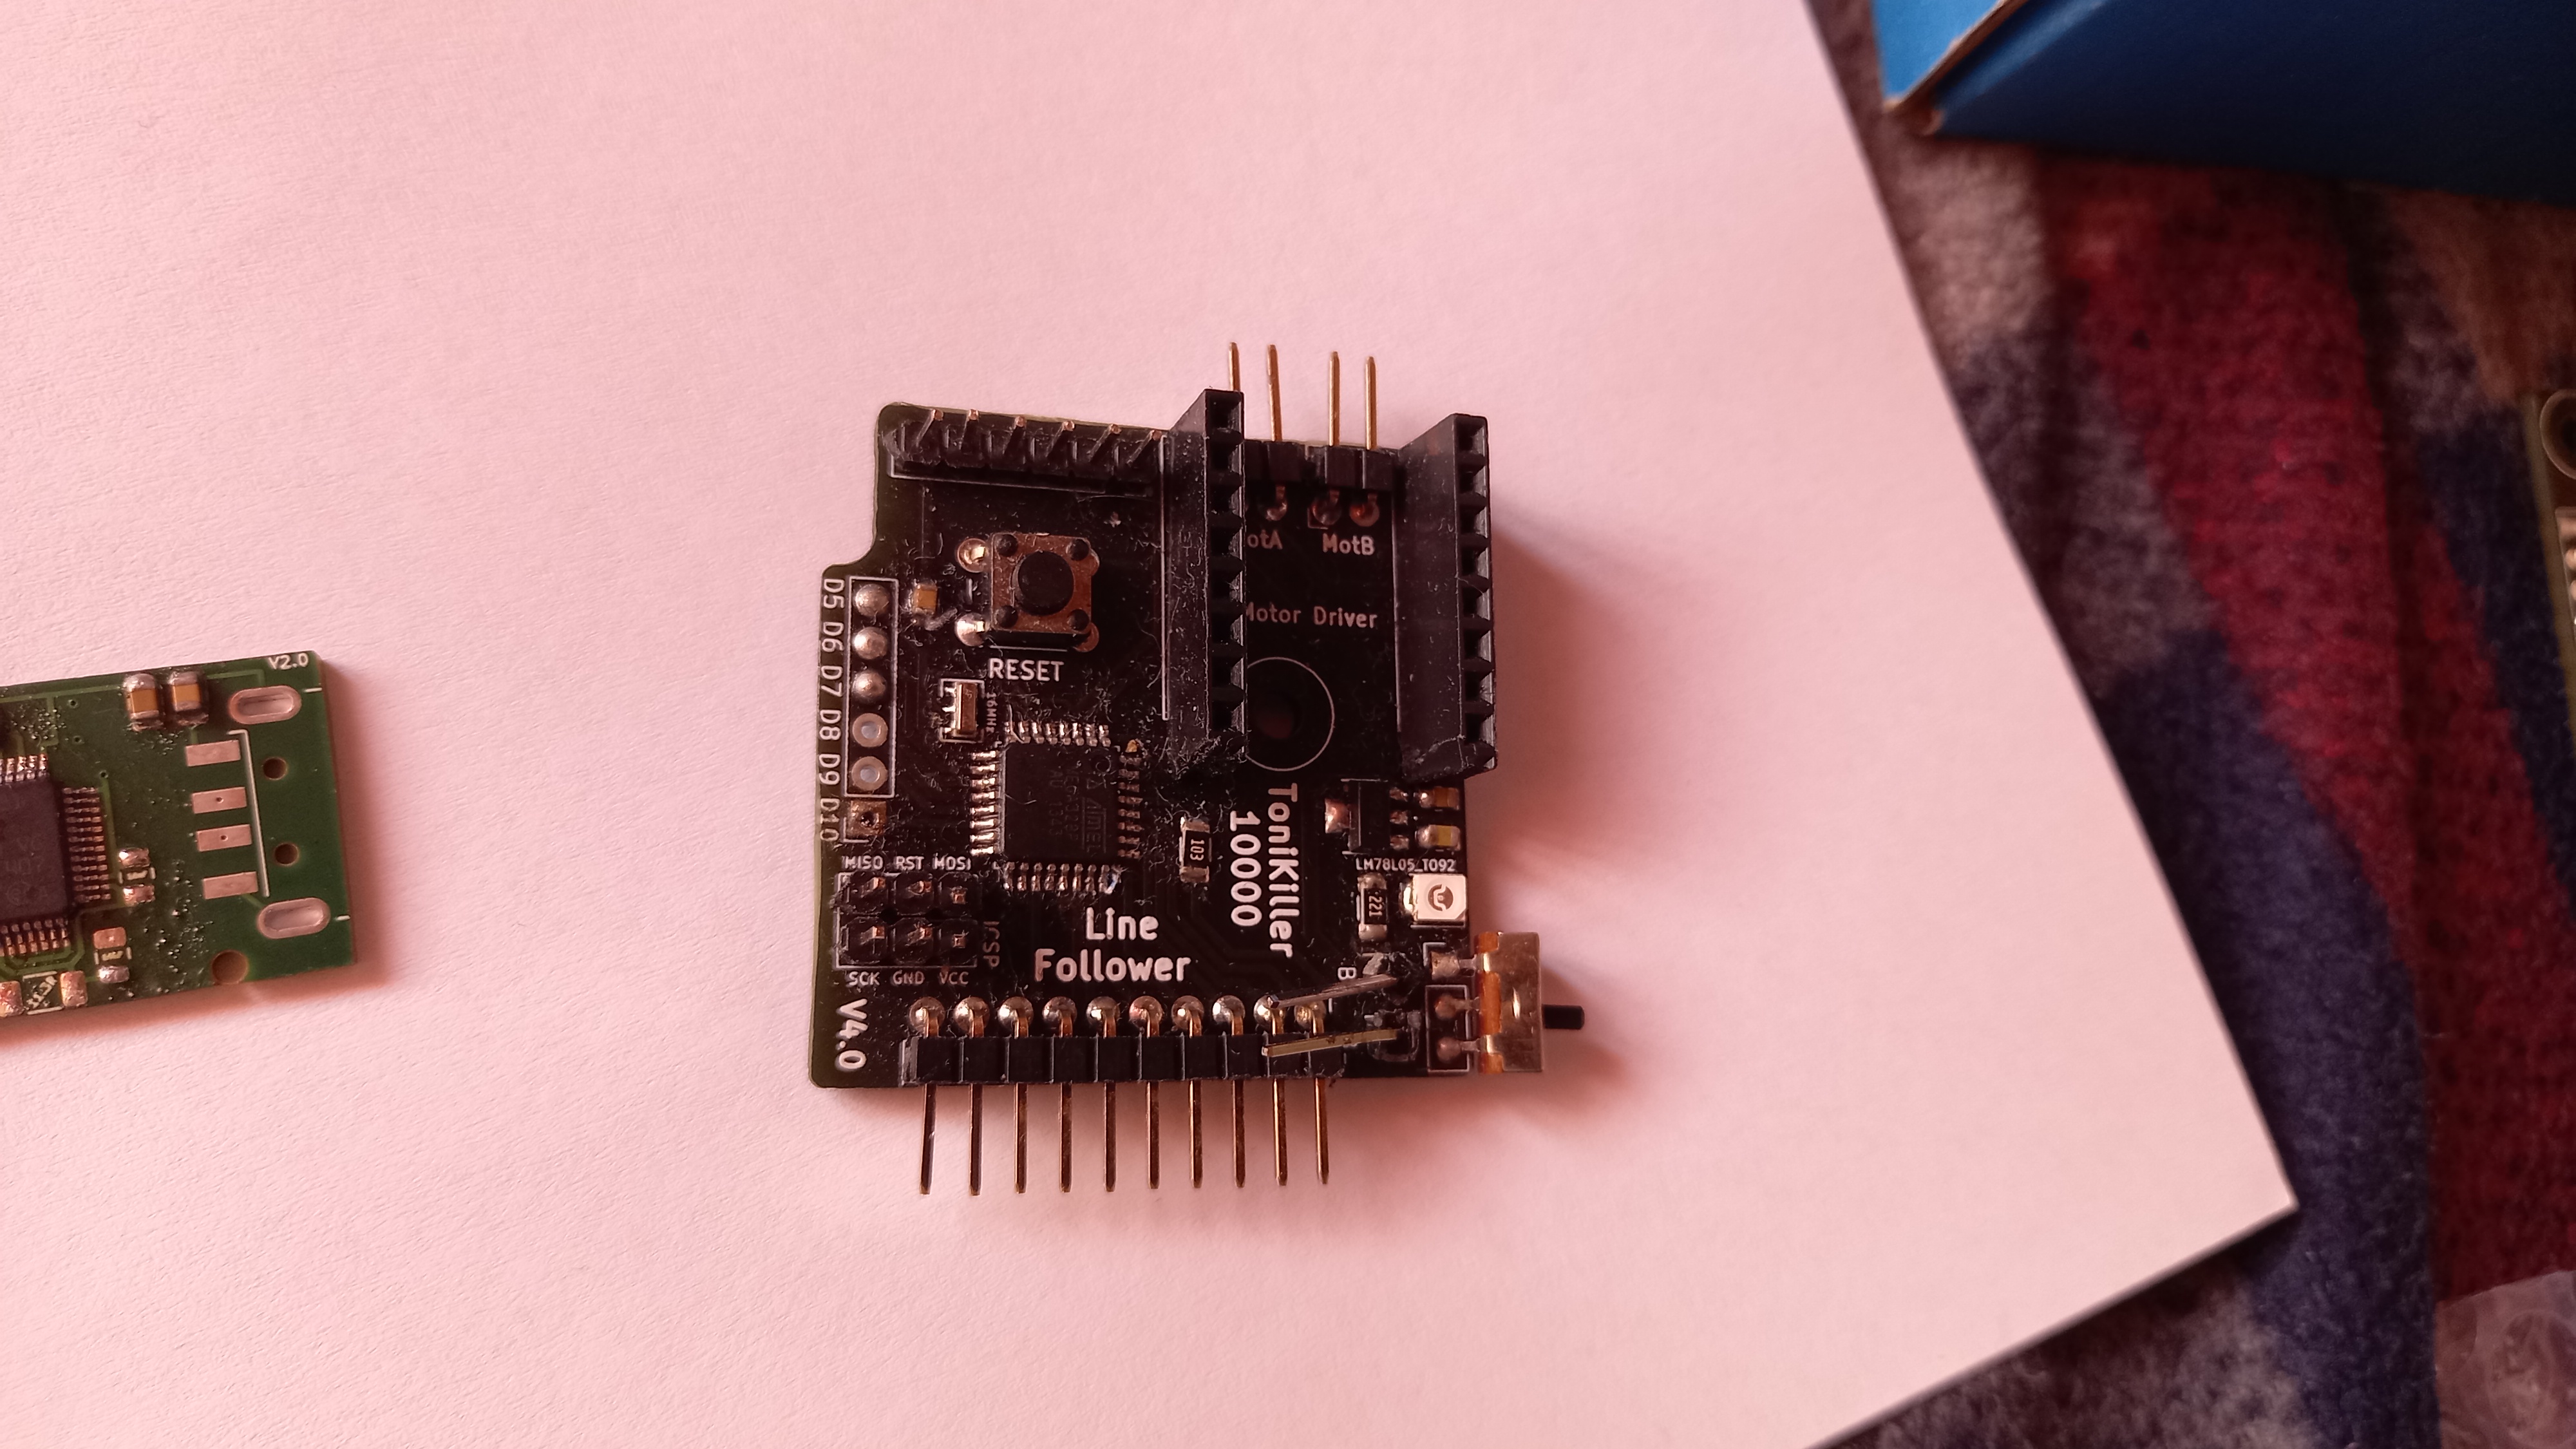 V2.0
otA MotB
Motor Driver
D5 D6 D7 D8 D9 D10
RESET
16MHz
ATMEL
103
ToniKiller
10000
LM78L05_TO92
221
MISO RST MOSI
ICSP
SCK GND VCC
Line
Follower
B
V4.0